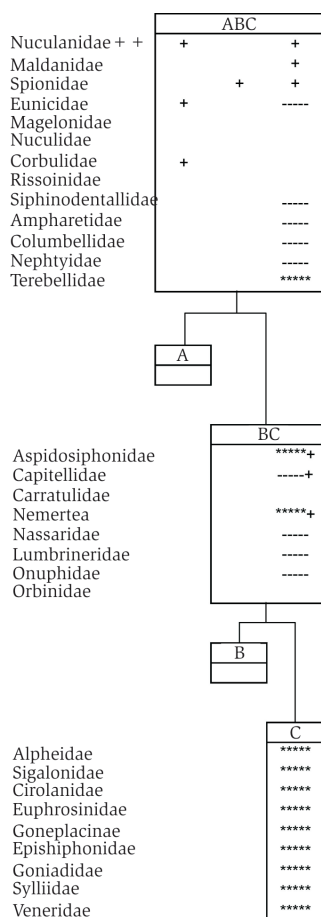 ABC
Nuculanidae + + + +
Maldanidae +
Spionidae + +
Eunicidae + -----
Magelonidae
Nuculidae
Corbulidae +
Rissoinidae
Siphinodentallidae -----
Ampharetidae -----
Columbellidae -----
Nephtyidae -----
Terebellidae *****
A
BC
Aspidosiphonidae *****+
Capitellidae -----+
Carratulidae
Nemertea *****+
Nassaridae -----
Lumbrineridae -----
Onuphidae -----
Orbinidae
B
C
Alpheidae *****
Sigalonidae *****
Cirolanidae *****
Euphrosinidae *****
Goneplacinae *****
Epishiphonidae *****
Goniadidae *****
Sylliidae *****
Veneridae *****